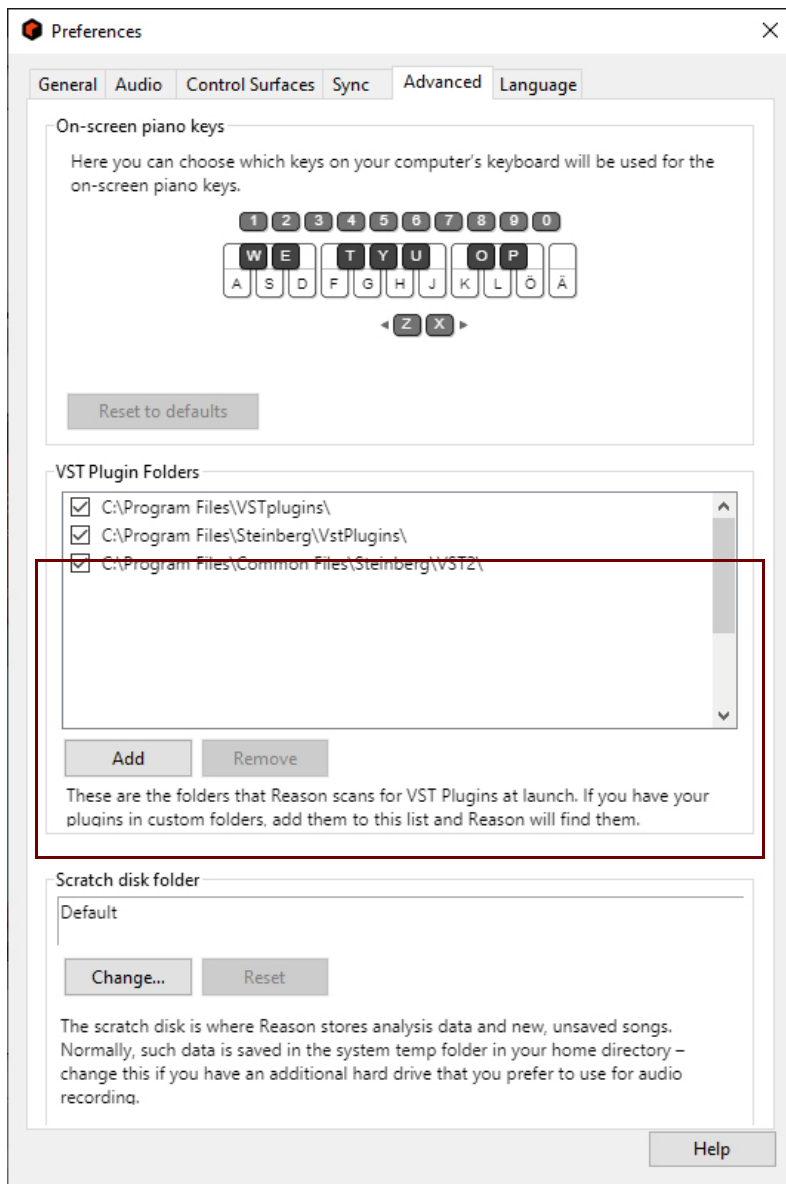 Preferences
General Audio Control Surfaces Sync Advanced Language
On-screen piano keys
Here you can choose which keys on your computer's keyboard will be used for the
on-screen piano keys.
1 2 3 4 5 6 7 8 9 0
W E T Y U O P
A S D F G H J K L Ö Ä
Z X
Reset to defaults
VST Plugin Folders
C:\Program Files\VSTplugins\
C:\Program Files\Steinberg\VstPlugins\
C:\Program Files\Common Files\Steinberg\VST2\
Add Remove
These are the folders that Reason scans for VST Plugins at launch. If you have your
plugins in custom folders, add them to this list and Reason will find them.
Scratch disk folder
Default
Change... Reset
The scratch disk is where Reason stores analysis data and new, unsaved songs.
Normally, such data is saved in the system temp folder in your home directory –
change this if you have an additional hard drive that you prefer to use for audio
recording.
Help